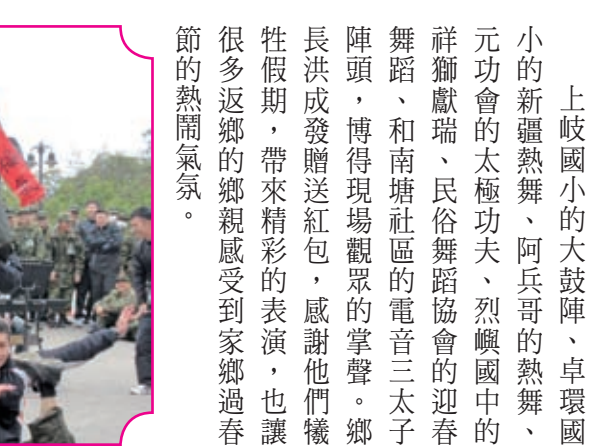 上岐國小的大鼓陣、卓環國
小的新疆熱舞、阿兵哥的熱舞、
元功會的太極功夫、烈嶼國中的
祥獅獻瑞、民俗舞蹈協會的迎春
舞蹈、和南塘社區的電音三太子
陣頭，博得現場觀眾的掌聲。鄉
長洪成發贈送紅包，感謝他們犧
牲假期，帶來精彩的表演，也讓
很多返鄉的鄉親感受到家鄉過春
節的熱鬧氣氛。